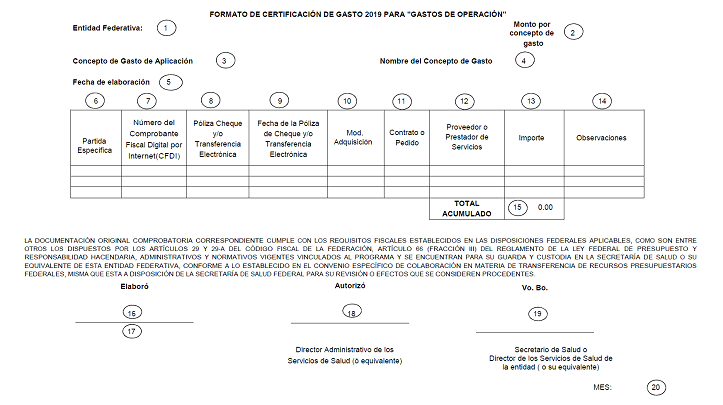 FORMATO DE CERTIFICACIÓN DE GASTO 2019 PARA "GASTOS DE OPERACIÓN"
Entidad Federativa: 1
Monto por concepto de gasto 2
Concepto de Gasto de Aplicación 3
Nombre del Concepto de Gasto 4
Fecha de elaboración 5
6 7 8 9 10 11 12 13 14
Partida Específica
Número del Comprobante Fiscal Digital por Internet(CFDI)
Póliza Cheque y/o Transferencia Electrónica
Fecha de la Póliza de Cheque y/o Transferencia Electrónica
Mod. Adquisición
Contrato o Pedido
Proveedor o Prestador de Servicios
Importe
Observaciones
TOTAL ACUMULADO 15 0.00
LA DOCUMENTACIÓN ORIGINAL COMPROBATORIA CORRESPONDIENTE CUMPLE CON LOS REQUISITOS FISCALES ESTABLECIDOS EN LAS DISPOSICIONES FEDERALES APLICABLES, COMO SON ENTRE
OTROS LOS DISPUESTOS POR LOS ARTÍCULOS 29 Y 29-A DEL CÓDIGO FISCAL DE LA FEDERACIÓN, ARTÍCULO 66 (FRACCIÓN III) DEL REGLAMENTO DE LA LEY FEDERAL DE PRESUPUESTO Y
RESPONSABILIDAD HACENDARIA, ADMINISTRATIVOS Y NORMATIVOS VIGENTES VINCULADOS AL PROGRAMA Y SE ENCUENTRAN PARA SU GUARDA Y CUSTODIA EN LA SECRETARÍA DE SALUD O SU
EQUIVALENTE DE ESTA ENTIDAD FEDERATIVA, CONFORME A LO ESTABLECIDO EN EL CONVENIO ESPECÍFICO DE COLABORACIÓN EN MATERIA DE TRANSFERENCIA DE RECURSOS PRESUPUESTARIOS
FEDERALES, MISMA QUE ESTA A DISPOSICIÓN DE LA SECRETARÍA DE SALUD FEDERAL PARA SU REVISIÓN O EFECTOS QUE SE CONSIDEREN PROCEDENTES.
Elaboró
16
17
Autorizó
18
Director Administrativo de los
Servicios de Salud (ó equivalente)
Vo. Bo.
19
Secretario de Salud o
Director de los Servicios de Salud de
la entidad ( o su equivalente)
MES: 20